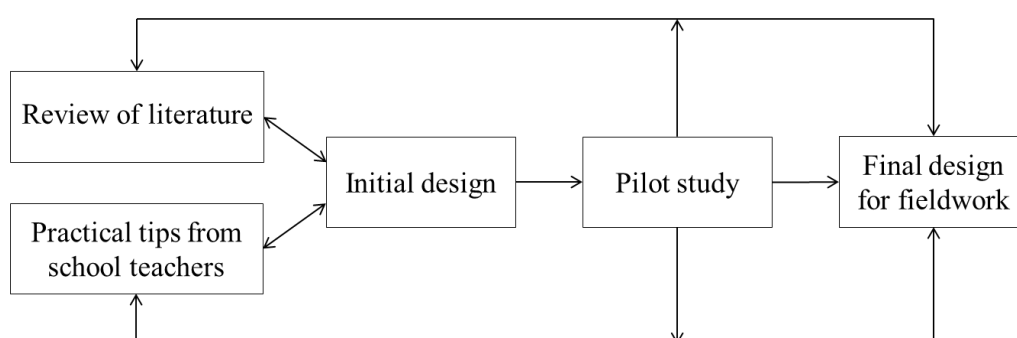 Review of literature
Practical tips from
school teachers
Initial design
Pilot study
Final design
for fieldwork